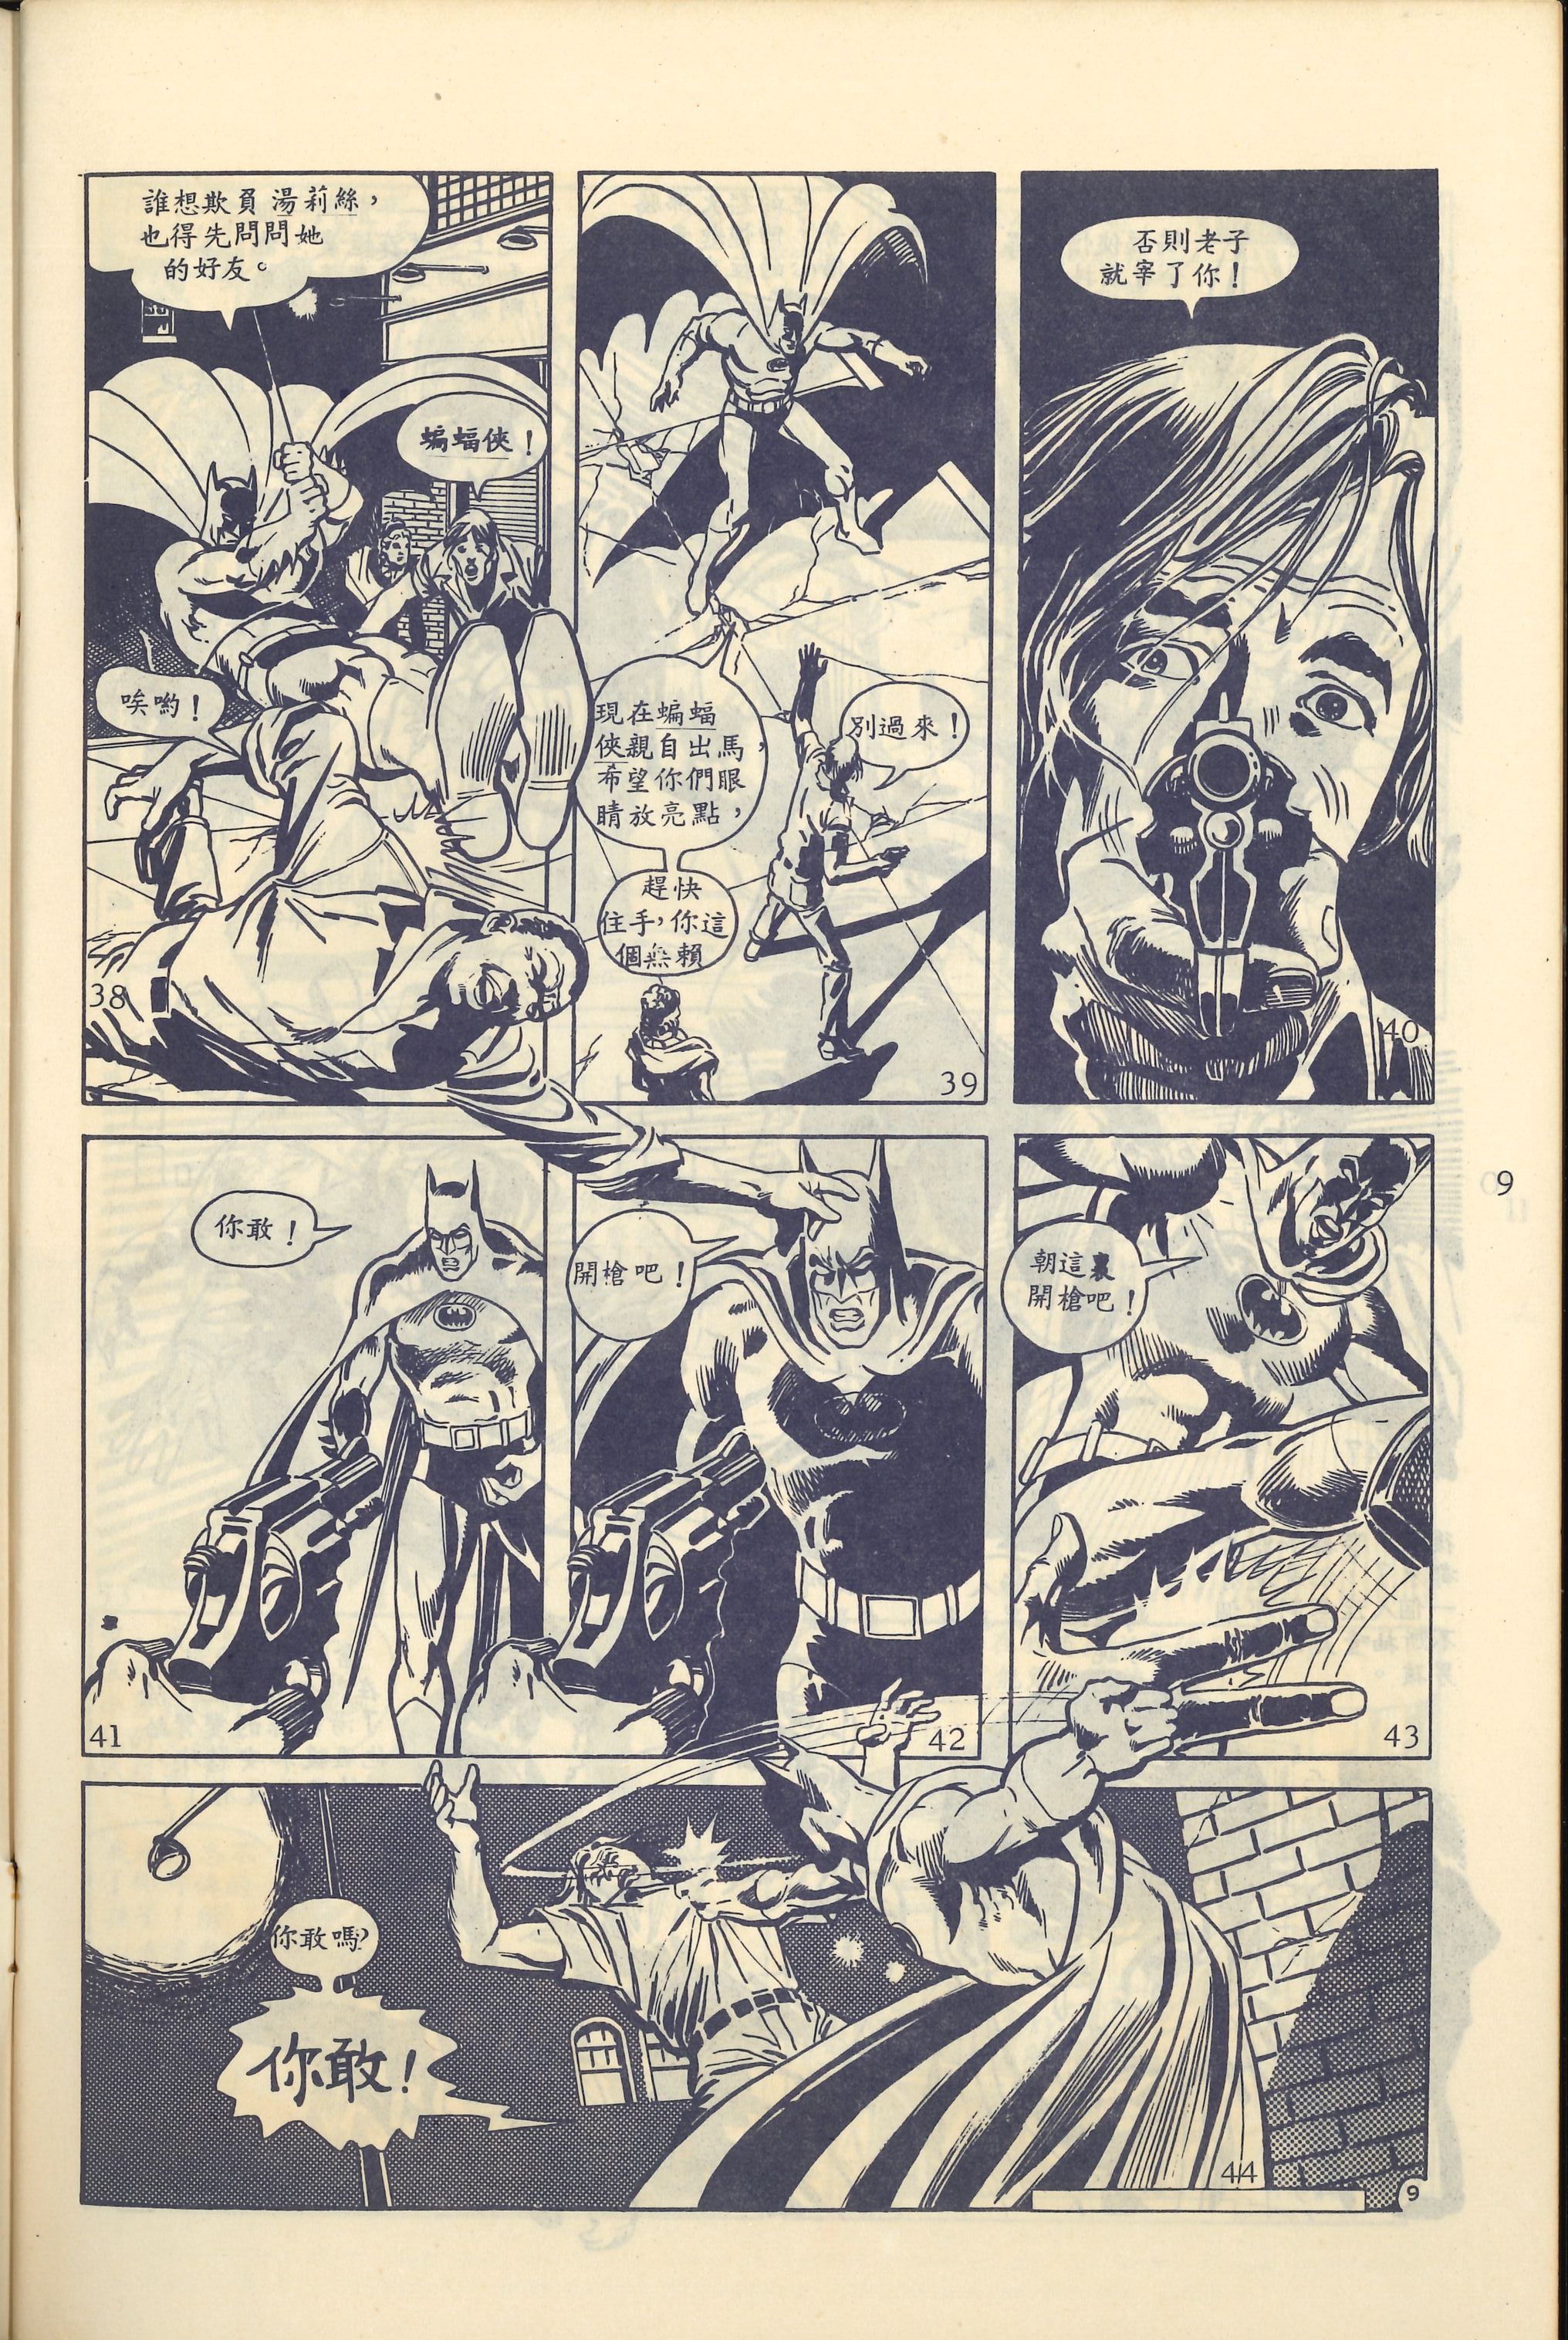 誰想欺負湯莉絲，
也得先問問她
的好友。
蝙蝠俠！
唉喲！
38
現在蝙蝠
俠親自出馬，
希望你們眼
睛放亮點，
趕快
住手，你這
個無賴
別過來！
39
否則老子
就宰了你！
40
你敢！
41
開槍吧！
42
朝這裏
開槍吧！
43
你敢嗎？
你敢！
44
9
9